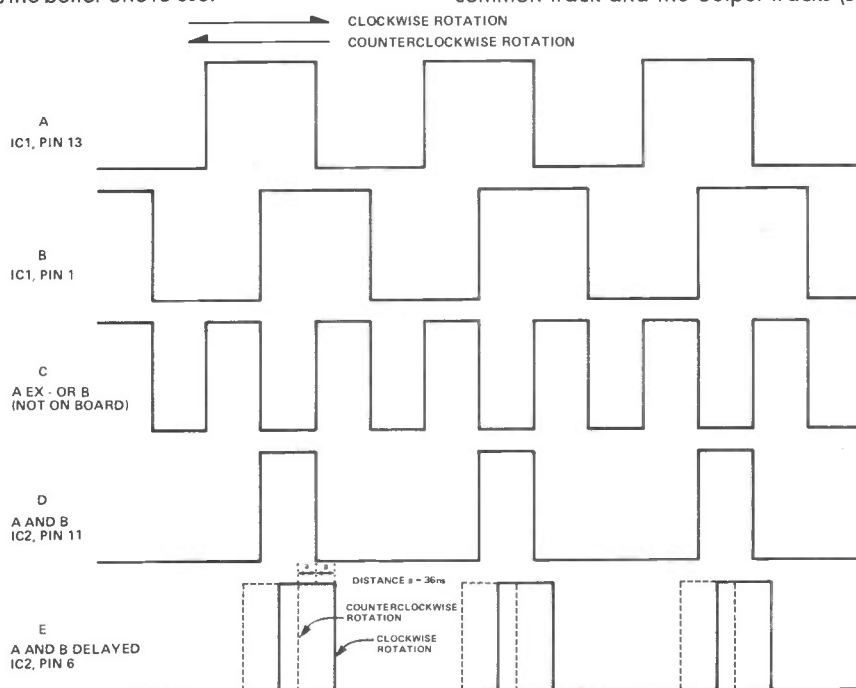 CLOCKWISE ROTATION
COUNTERCLOCKWISE ROTATION
A
IC1, PIN 13
B
IC1, PIN 1
C
A EX - OR B
(NOT ON BOARD)
D
A AND B
IC2, PIN 11
a a
DISTANCE a = 36ns
COUNTERCLOCKWISE
ROTATION
CLOCKWISE
ROTATION
E
A AND B DELAYED
IC2, PIN 6